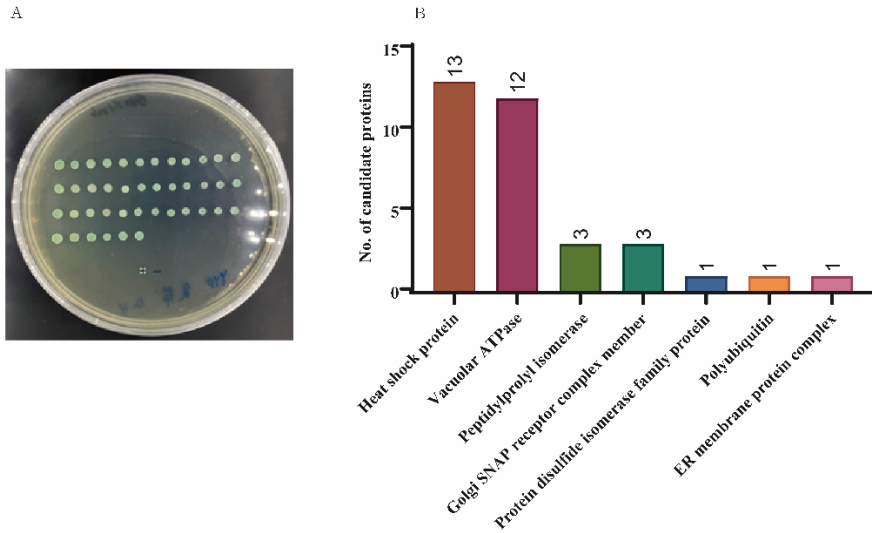 A
B
15
10
5
0
No. of candidate proteins
13
12
3
3
1
1
1
Heat shock protein
Vacuolar ATPase
Peptidylprolyl isomerase
Golgi SNAP receptor complex member
Protein disulfide isomerase family protein
Polyubiquitin
ER membrane protein complex